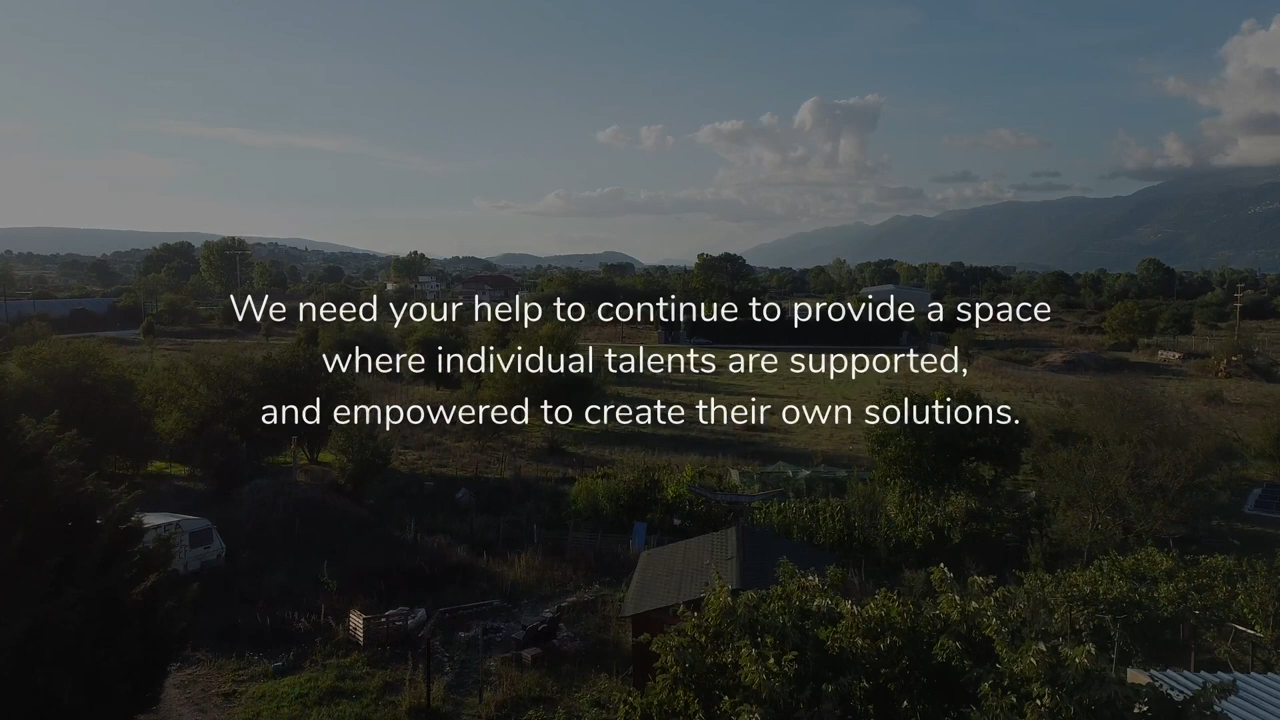 We need your help to continue to provide a space
where individual talents are supported,
and empowered to create their own solutions.